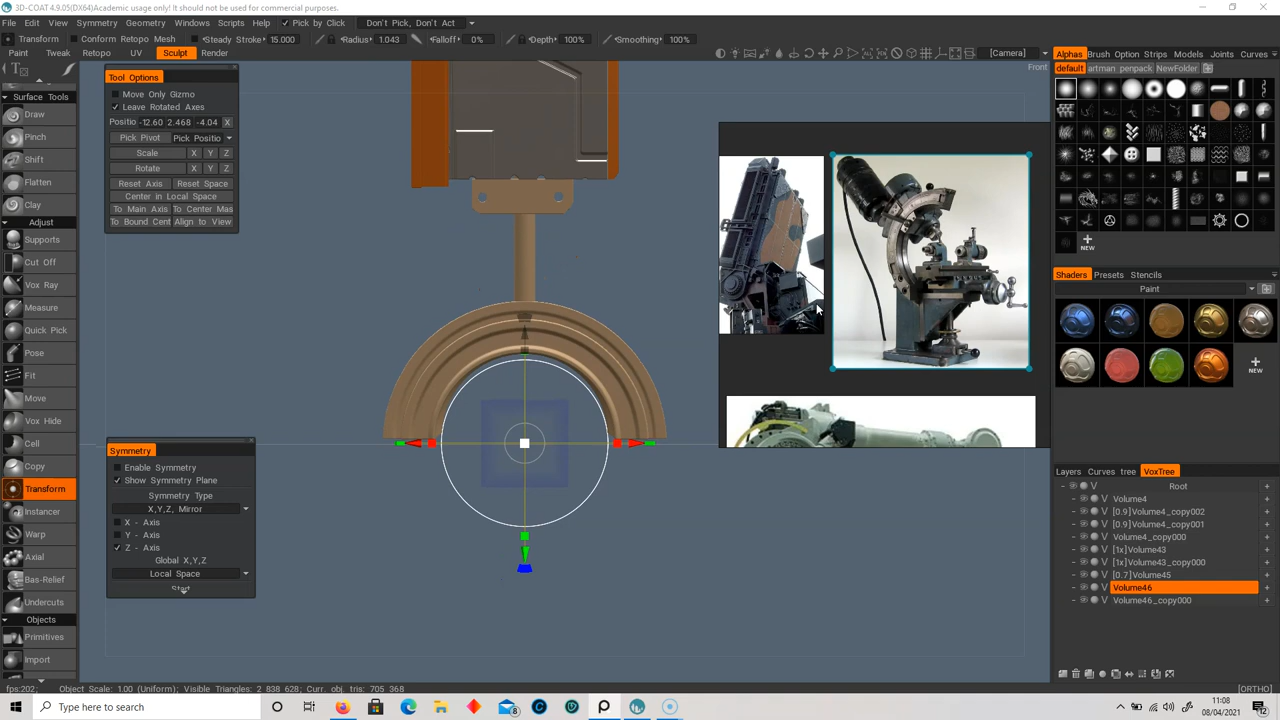 3D-COAT 4.9.05(DX64)Academic usage only! It should not be used for commercial purposes.
File Edit View Symmetry Geometry Textures Hide Bake Windows Scripts Help Pick by Click Don't Pick, Don't Act
Transform Conform Retopo Mesh Steady Stroke 15.000 Radius 1.043 Falloff 0% Depth 100% Smoothing 100% [Camera]
Paint Tweak Retopo UV Sculpt Render
Front
Surface Tools
Draw
Pinch
Shift
Flatten
Clay
Adjust
Supports
Cut Off
Vox Ray
Measure
Quick Pick
Pose
Fit
Move
Vox Hide
Cell
Copy
Transform
Instancer
Warp
Axial
Bas-Relief
Undercuts
Objects
Primitives
Import
Tool Options
Move Only Gizmo
Leave Rotated Axes
Positio -12.60 2.468 -4.04 X
Pick Pivot Pick Positio
Scale X Y Z
Rotate X Y Z
Reset Axis Reset Space
Center in Local Space
To Main Axis To Center Mas
To Bound Cent Align to View
Symmetry
Enable Symmetry
Show Symmetry Plane
Symmetry Type
X,Y,Z, Mirror
X - Axis
Y - Axis
Z - Axis
Global X,Y,Z
Local Space
Start
Alphas Brush Option Strips Models Joints Curves
default artman penpack NewFolder
NEW
Shaders Presets Stencils
Paint
NEW
Layers Curves tree VoxTree
V Root +
V Volume4 +
V [0.9]Volume4_copy002 +
V [0.9]Volume4_copy001 +
V Volume4_copy000 +
V [1x]Volume43 +
V [1x]Volume43_copy000 +
V [0.7]Volume45 +
V Volume46 +
V Volume46_copy000 +
fps:202; Object Scale: 1.00 (Uniform); Visible Triangles: 2 838 628; Curr. obj. tris: 705 368
[ORTHO]
Type here to search
8
11:08
08/04/2021
12